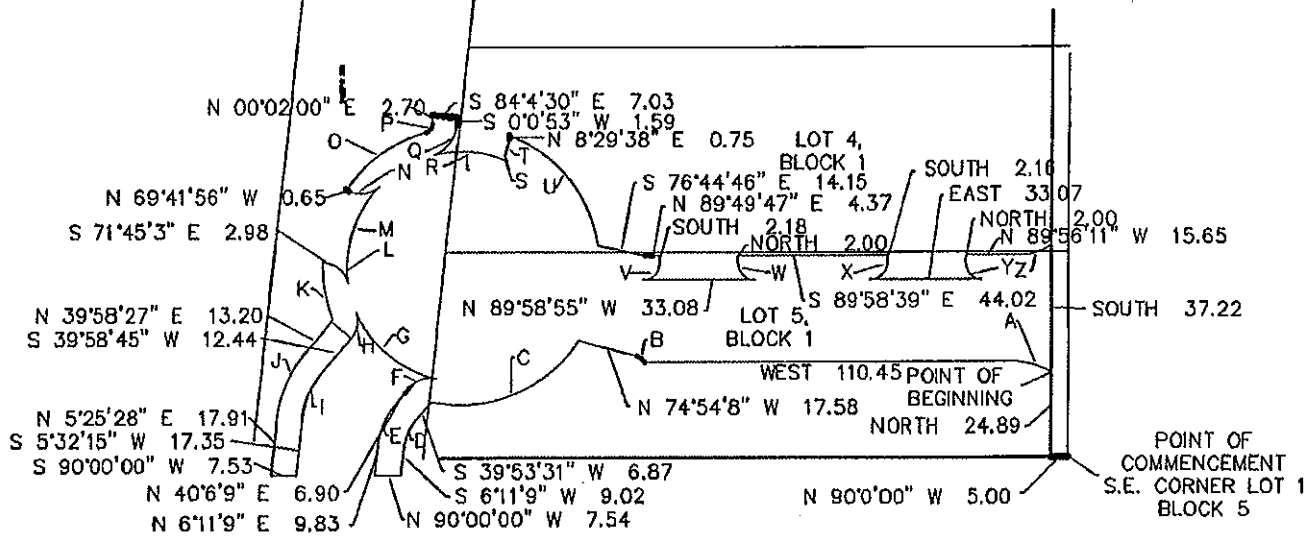 N 00°02'00" E 2.70
S 84°4'30" E 7.03
S 0°0'53" W 1.59
P
N 8°29'38" E 0.75
LOT 4,
BLOCK 1
O
Q
R
T
S
U
N
SOUTH 2.16
EAST 33.07
S 76°44'46" E 14.15
N 69°41'56" W 0.65
N 89°49'47" E 4.37
NORTH 2.00
SOUTH 2.18
N 89°56'11" W 15.65
S 71°45'3" E 2.98
M
NORTH 2.00
L
V
W
X
Y
Z
K
N 89°58'55" W 33.08
S 89°58'39" E 44.02
SOUTH 37.22
N 39°58'27" E 13.20
LOT 5,
BLOCK 1
A
S 39°58'45" W 12.44
H
G
B
J
F
C
WEST 110.45
POINT OF
BEGINNING
I
N 74°54'8" W 17.58
N 5°25'28" E 17.91
NORTH 24.89
S 5°32'15" W 17.35
E
D
POINT OF
COMMENCEMENT
S.E. CORNER LOT 1
BLOCK 5
S 90°00'00" W 7.53
S 39°53'31" W 6.87
N 40°6'9" E 6.90
S 6°11'9" W 9.02
N 90°0'00" W 5.00
N 6°11'9" E 9.83
N 90°00'00" W 7.54